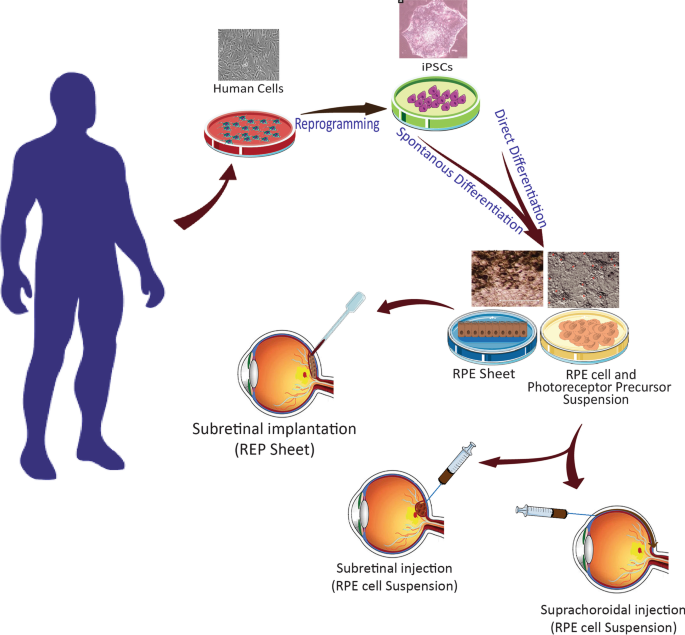 iPSCs
Human Cells
Reprogramming
Spontanous Differentiation
Direct Differentiation
RPE Sheet
RPE cell and
Photoreceptor Precursor
Suspension
Subretinal implantation
(REP Sheet)
Subretinal injection
(RPE cell Suspension)
Suprachoroidal injection
(RPE cell Suspension)